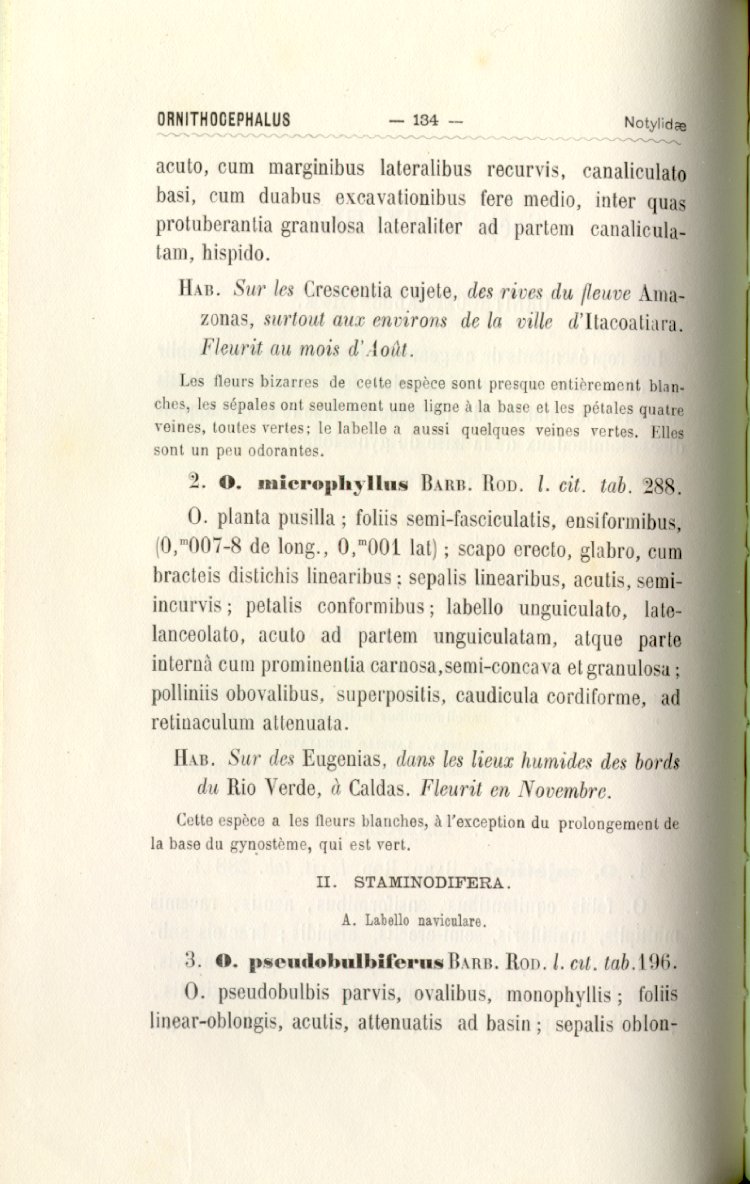 ORNITHOCEPHALUS — 134 — Notylidæ
acuto, cum marginibus lateralibus recurvis, canaliculato
basi, cum duabus excavationibus fere medio, inter quas
protuberantia granulosa lateraliter ad partem canalicula-
tam, hispido.
HAB. Sur les Crescentia cujete, des rives du fleuve Ama-
zonas, surtout aux environs de la ville d'Itacoatiara.
Fleurit au mois d'Août.
Les fleurs bizarres de cette espèce sont presque entièrement blan-
ches, les sépales ont seulement une ligne à la base et les pétales quatre
veines, toutes vertes; le labelle a aussi quelques veines vertes. Elles
sont un peu odorantes.
2. O. microphyllus BARB. ROD. l. cit. tab. 288.
O. planta pusilla ; foliis semi-fasciculatis, ensiformibus,
(0,ᵐ007-8 de long., 0,ᵐ001 lat) ; scapo erecto, glabro, cum
bracteis distichis linearibus ; sepalis linearibus, acutis, semi-
incurvis ; petalis conformibus ; labello unguiculato, late-
lanceolato, acuto ad partem unguiculatam, atque parte
internà cum prominentia carnosa, semi-concava et granulosa ;
polliniis obovalibus, superpositis, caudicula cordiforme, ad
retinaculum attenuata.
HAB. Sur des Eugenias, dans les lieux humides des bords
du Rio Verde, à Caldas. Fleurit en Novembre.
Cette espèce a les fleurs blanches, à l'exception du prolongement de
la base du gynostème, qui est vert.
II. STAMINODIFERA.
A. Labello naviculare.
3. O. pseudobulbiferus BARB. ROD. l. cit. tab. 196.
O. pseudobulbis parvis, ovalibus, monophyllis ; foliis
linear-oblongis, acutis, attenuatis ad basin ; sepalis oblon-